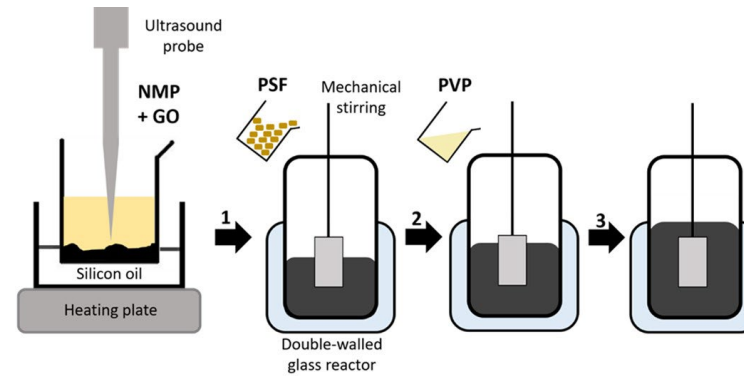 Ultrasound
probe
NMP
+ GO
Silicon oil
Heating plate
1
PSF
Mechanical
stirring
Double-walled
glass reactor
2
PVP
3